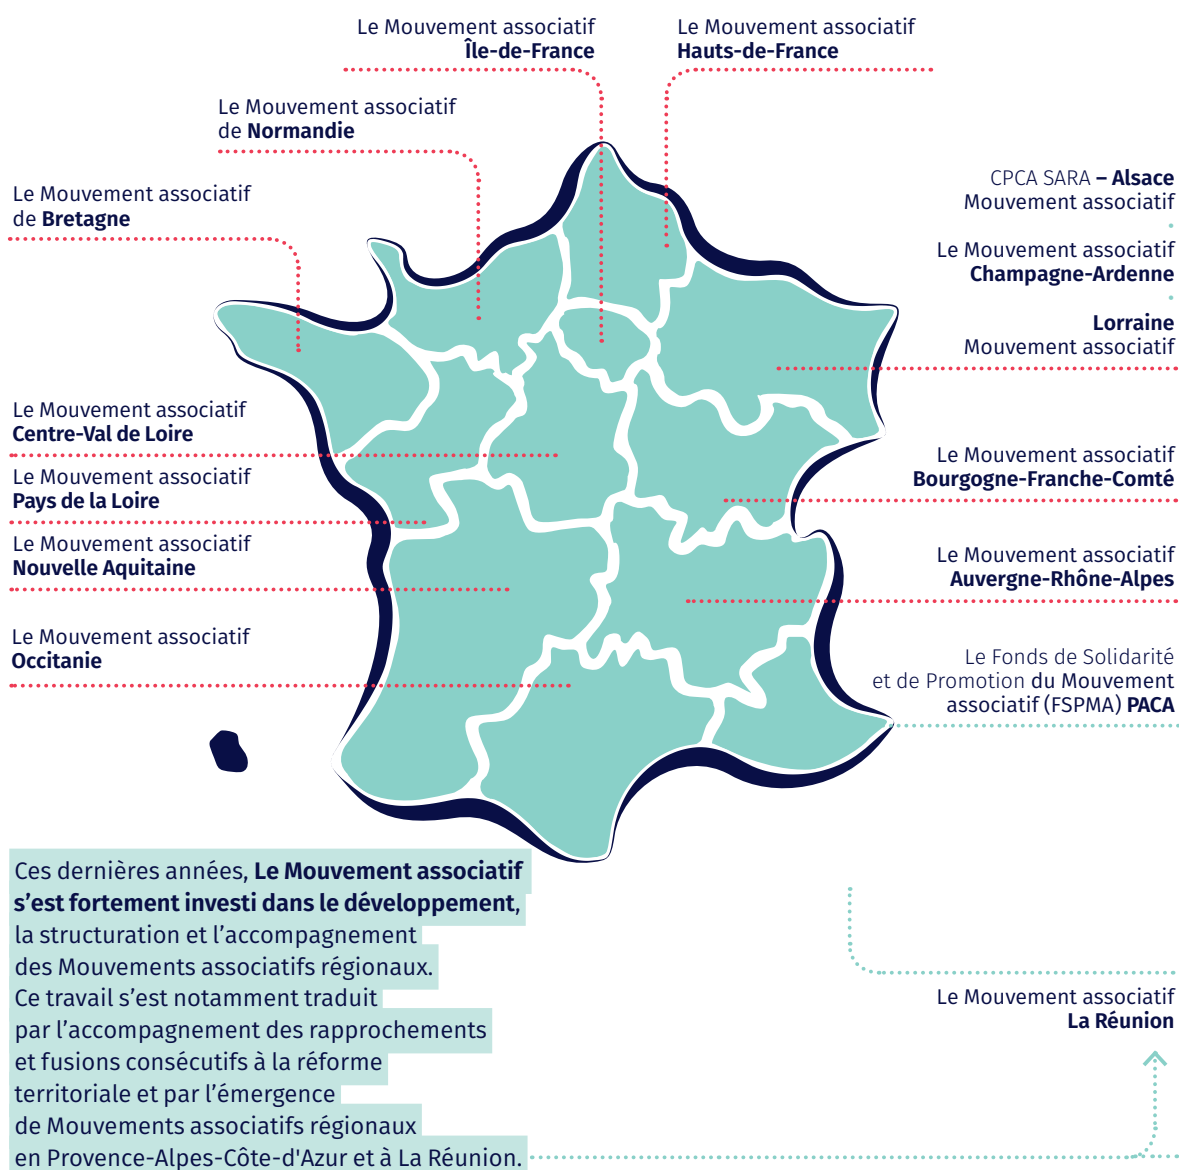 Le Mouvement associatif
Île-de-France
Le Mouvement associatif
Hauts-de-France
Le Mouvement associatif
de Normandie
Le Mouvement associatif
de Bretagne
CPCA SARA – Alsace
Mouvement associatif
Le Mouvement associatif
Champagne-Ardenne
Lorraine
Mouvement associatif
Le Mouvement associatif
Centre-Val de Loire
Le Mouvement associatif
Pays de la Loire
Le Mouvement associatif
Nouvelle Aquitaine
Le Mouvement associatif
Occitanie
Le Mouvement associatif
Bourgogne-Franche-Comté
Le Mouvement associatif
Auvergne-Rhône-Alpes
Le Fonds de Solidarité
et de Promotion du Mouvement
associatif (FSPMA) PACA
Ces dernières années, Le Mouvement associatif
s’est fortement investi dans le développement,
la structuration et l’accompagnement
des Mouvements associatifs régionaux.
Ce travail s’est notamment traduit
par l’accompagnement des rapprochements
et fusions consécutifs à la réforme
territoriale et par l’émergence
de Mouvements associatifs régionaux
en Provence-Alpes-Côte-d'Azur et à La Réunion.
Le Mouvement associatif
La Réunion